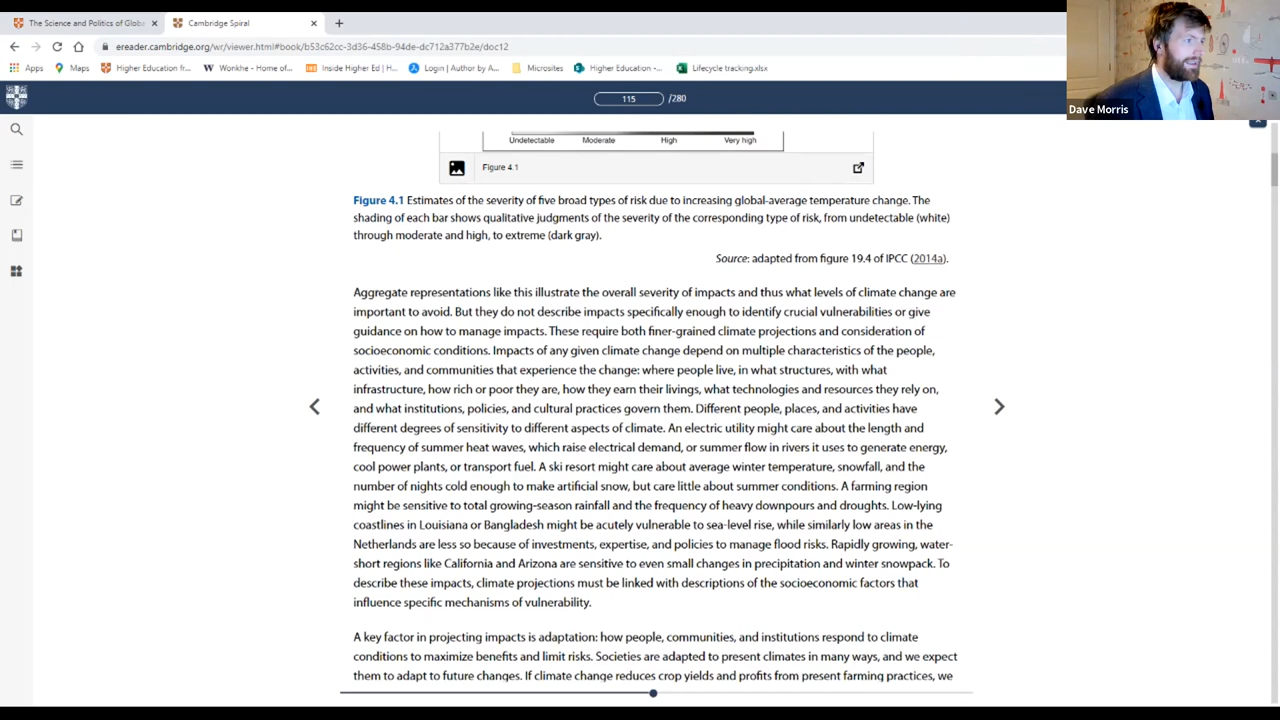 The Science and Politics of Globa
Cambridge Spiral
ereader.cambridge.org/wr/viewer.html#book/b53c62cc-3d36-458b-94de-dc712a377b2e/doc12
Apps
Maps
Higher Education fr...
Wonkhe - Home of...
Inside Higher Ed | H...
Login | Author by A...
Microsites
Higher Education -...
Lifecycle tracking.xlsx
Dave Morris
115 /280
Undetectable Moderate High Very high
Figure 4.1
Figure 4.1 Estimates of the severity of five broad types of risk due to increasing global-average temperature change. The
shading of each bar shows qualitative judgments of the severity of the corresponding type of risk, from undetectable (white)
through moderate and high, to extreme (dark gray).
Source: adapted from figure 19.4 of IPCC (2014a).
Aggregate representations like this illustrate the overall severity of impacts and thus what levels of climate change are
important to avoid. But they do not describe impacts specifically enough to identify crucial vulnerabilities or give
guidance on how to manage impacts. These require both finer-grained climate projections and consideration of
socioeconomic conditions. Impacts of any given climate change depend on multiple characteristics of the people,
activities, and communities that experience the change: where people live, in what structures, with what
infrastructure, how rich or poor they are, how they earn their livings, what technologies and resources they rely on,
and what institutions, policies, and cultural practices govern them. Different people, places, and activities have
different degrees of sensitivity to different aspects of climate. An electric utility might care about the length and
frequency of summer heat waves, which raise electrical demand, or summer flow in rivers it uses to generate energy,
cool power plants, or transport fuel. A ski resort might care about average winter temperature, snowfall, and the
number of nights cold enough to make artificial snow, but care little about summer conditions. A farming region
might be sensitive to total growing-season rainfall and the frequency of heavy downpours and droughts. Low-lying
coastlines in Louisiana or Bangladesh might be acutely vulnerable to sea-level rise, while similarly low areas in the
Netherlands are less so because of investments, expertise, and policies to manage flood risks. Rapidly growing, water-
short regions like California and Arizona are sensitive to even small changes in precipitation and winter snowpack. To
describe these impacts, climate projections must be linked with descriptions of the socioeconomic factors that
influence specific mechanisms of vulnerability.
A key factor in projecting impacts is adaptation: how people, communities, and institutions respond to climate
conditions to maximize benefits and limit risks. Societies are adapted to present climates in many ways, and we expect
them to adapt to future changes. If climate change reduces crop yields and profits from present farming practices, we